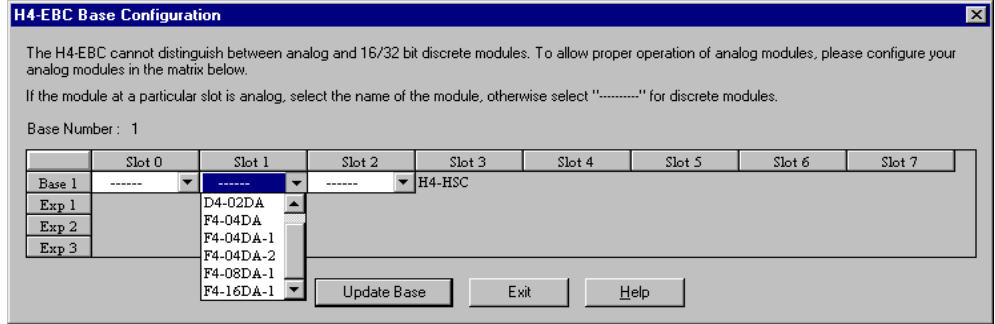 H4-EBC Base Configuration
The H4-EBC cannot distinguish between analog and 16/32 bit discrete modules. To allow proper operation of analog modules, please configure your
analog modules in the matrix below.
If the module at a particular slot is analog, select the name of the module, otherwise select "----------" for discrete modules.
Base Number : 1
Slot 0 Slot 1 Slot 2 Slot 3 Slot 4 Slot 5 Slot 6 Slot 7
Base 1 ------ ------ ------ H4-HSC
Exp 1
Exp 2
Exp 3
D4-02DA
F4-04DA
F4-04DA-1
F4-04DA-2
F4-08DA-1
F4-16DA-1
Update Base Exit Help